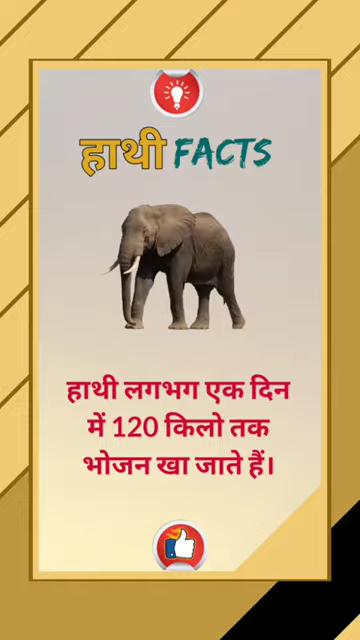 हाथी FACTS
हाथी लगभग एक दिन
में 120 किलो तक
भोजन खा जाते हैं।